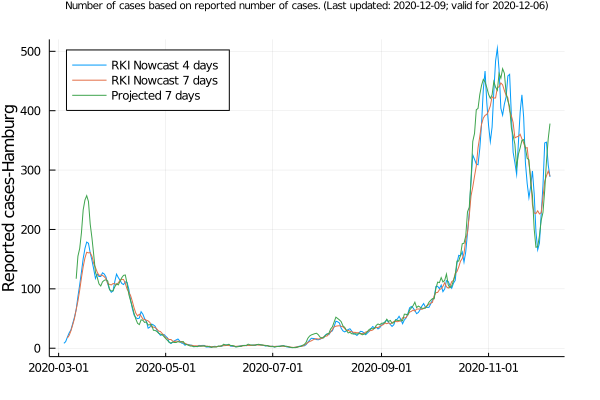 Number of cases based on reported number of cases. (Last updated: 2020-12-09; valid for 2020-12-06)
500
400
300
200
100
0
RKI Nowcast 4 days
RKI Nowcast 7 days
Projected 7 days
Reported cases-Hamburg
2020-03-01 2020-05-01 2020-07-01 2020-09-01 2020-11-01